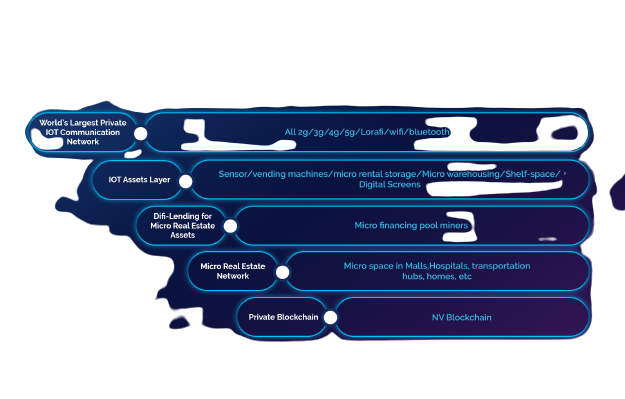 World's Largest Private
IOT Communication
Network
All 2g/3g/4g/5g/Lorafi/wifi/bluetooth
IOT Assets Layer
Sensor/vending machines/micro rental storage/Micro warehousing/Shelf-space/
Digital Screens
Difi-Lending for
Micro Real Estate
Assets
Micro financing pool miners
Micro Real Estate
Network
Micro space in Malls,Hospitals, transportation
hubs, homes, etc
Private Blockchain
NV Blockchain